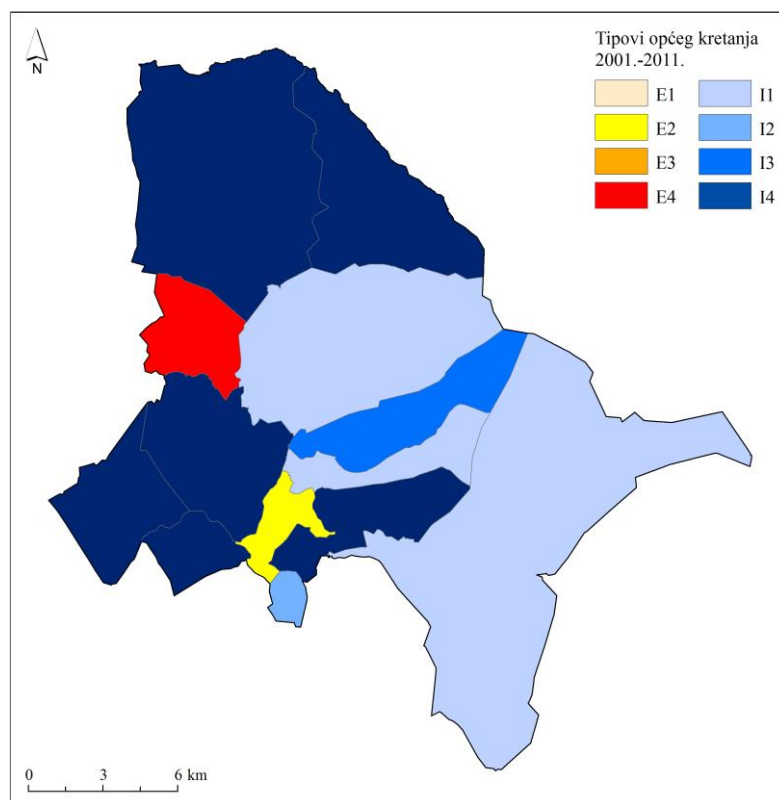 N
Tipovi općeg kretanja
2001.-2011.
E1
I1
E2
I2
E3
I3
E4
I4
0 3 6 km